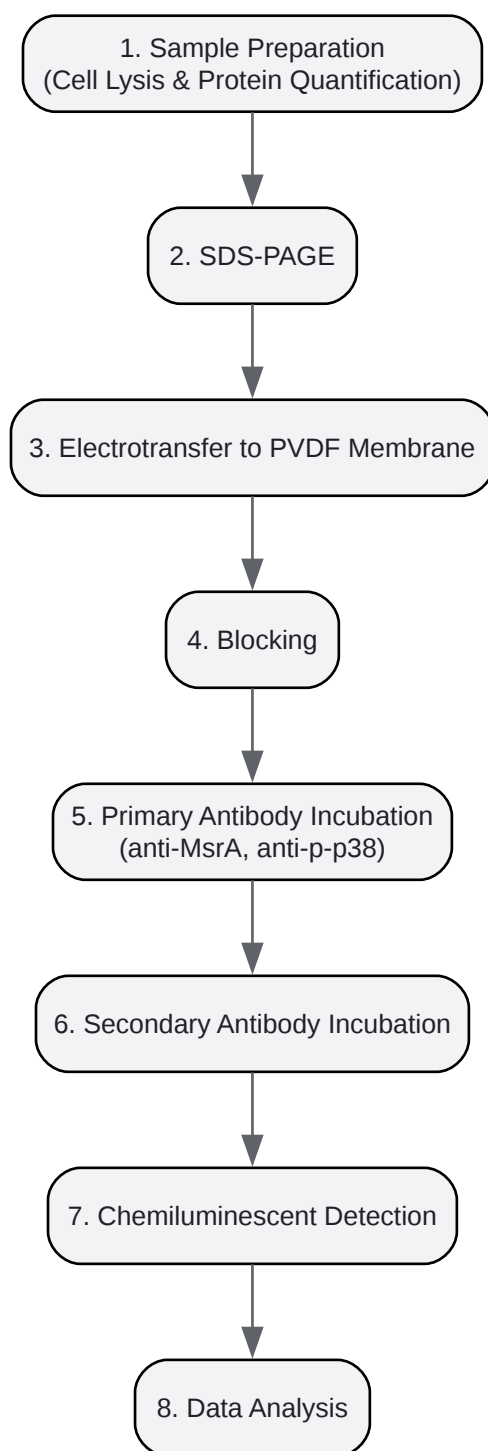 1. Sample Preparation
(Cell Lysis & Protein Quantification)
2. SDS-PAGE
3. Electrotransfer to PVDF Membrane
4. Blocking
5. Primary Antibody Incubation
(anti-MsrA, anti-p-p38)
6. Secondary Antibody Incubation
7. Chemiluminescent Detection
8. Data Analysis